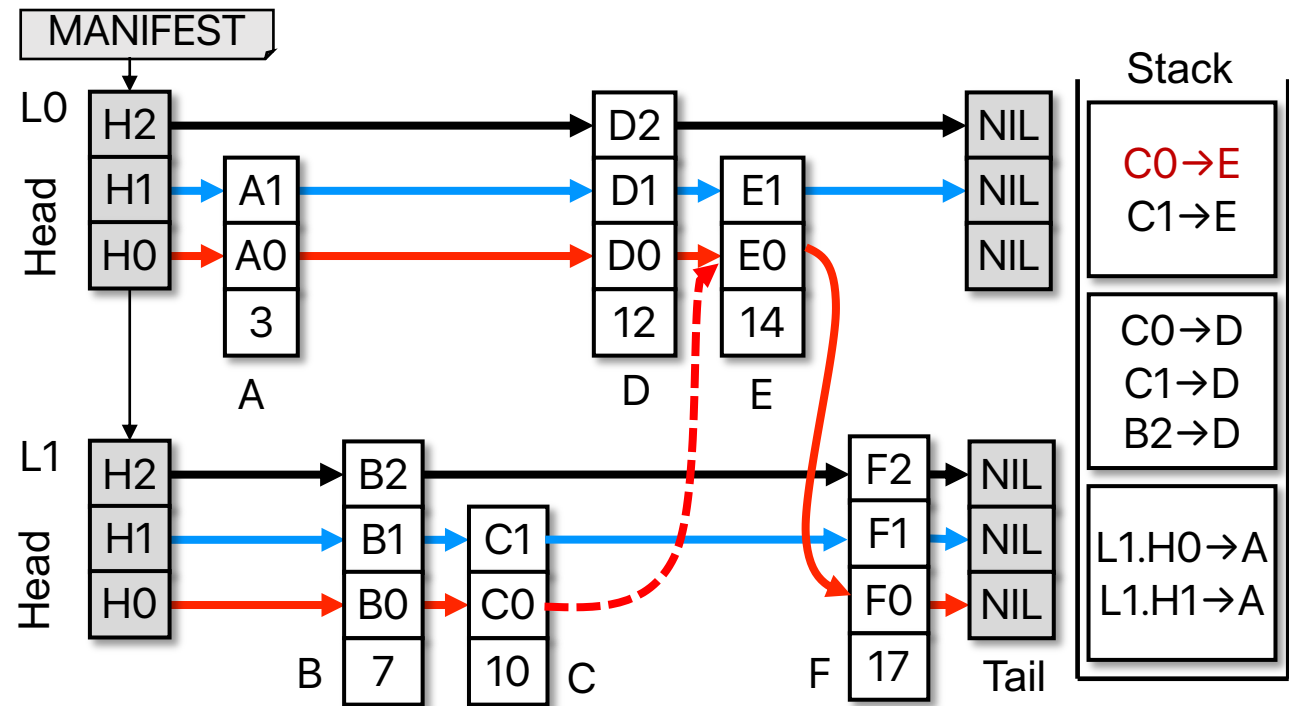 MANIFEST
Stack
L0
Head
H2
D2
NIL
H1
A1
D1
E1
NIL
H0
A0
D0
E0
NIL
3
12
14
A
D
E
L1
Head
H2
B2
F2
NIL
H1
B1
C1
F1
NIL
H0
B0
C0
F0
NIL
B
7
10
C
F
17
Tail
C0→E
C1→E
C0→D
C1→D
B2→D
L1.H0→A
L1.H1→A